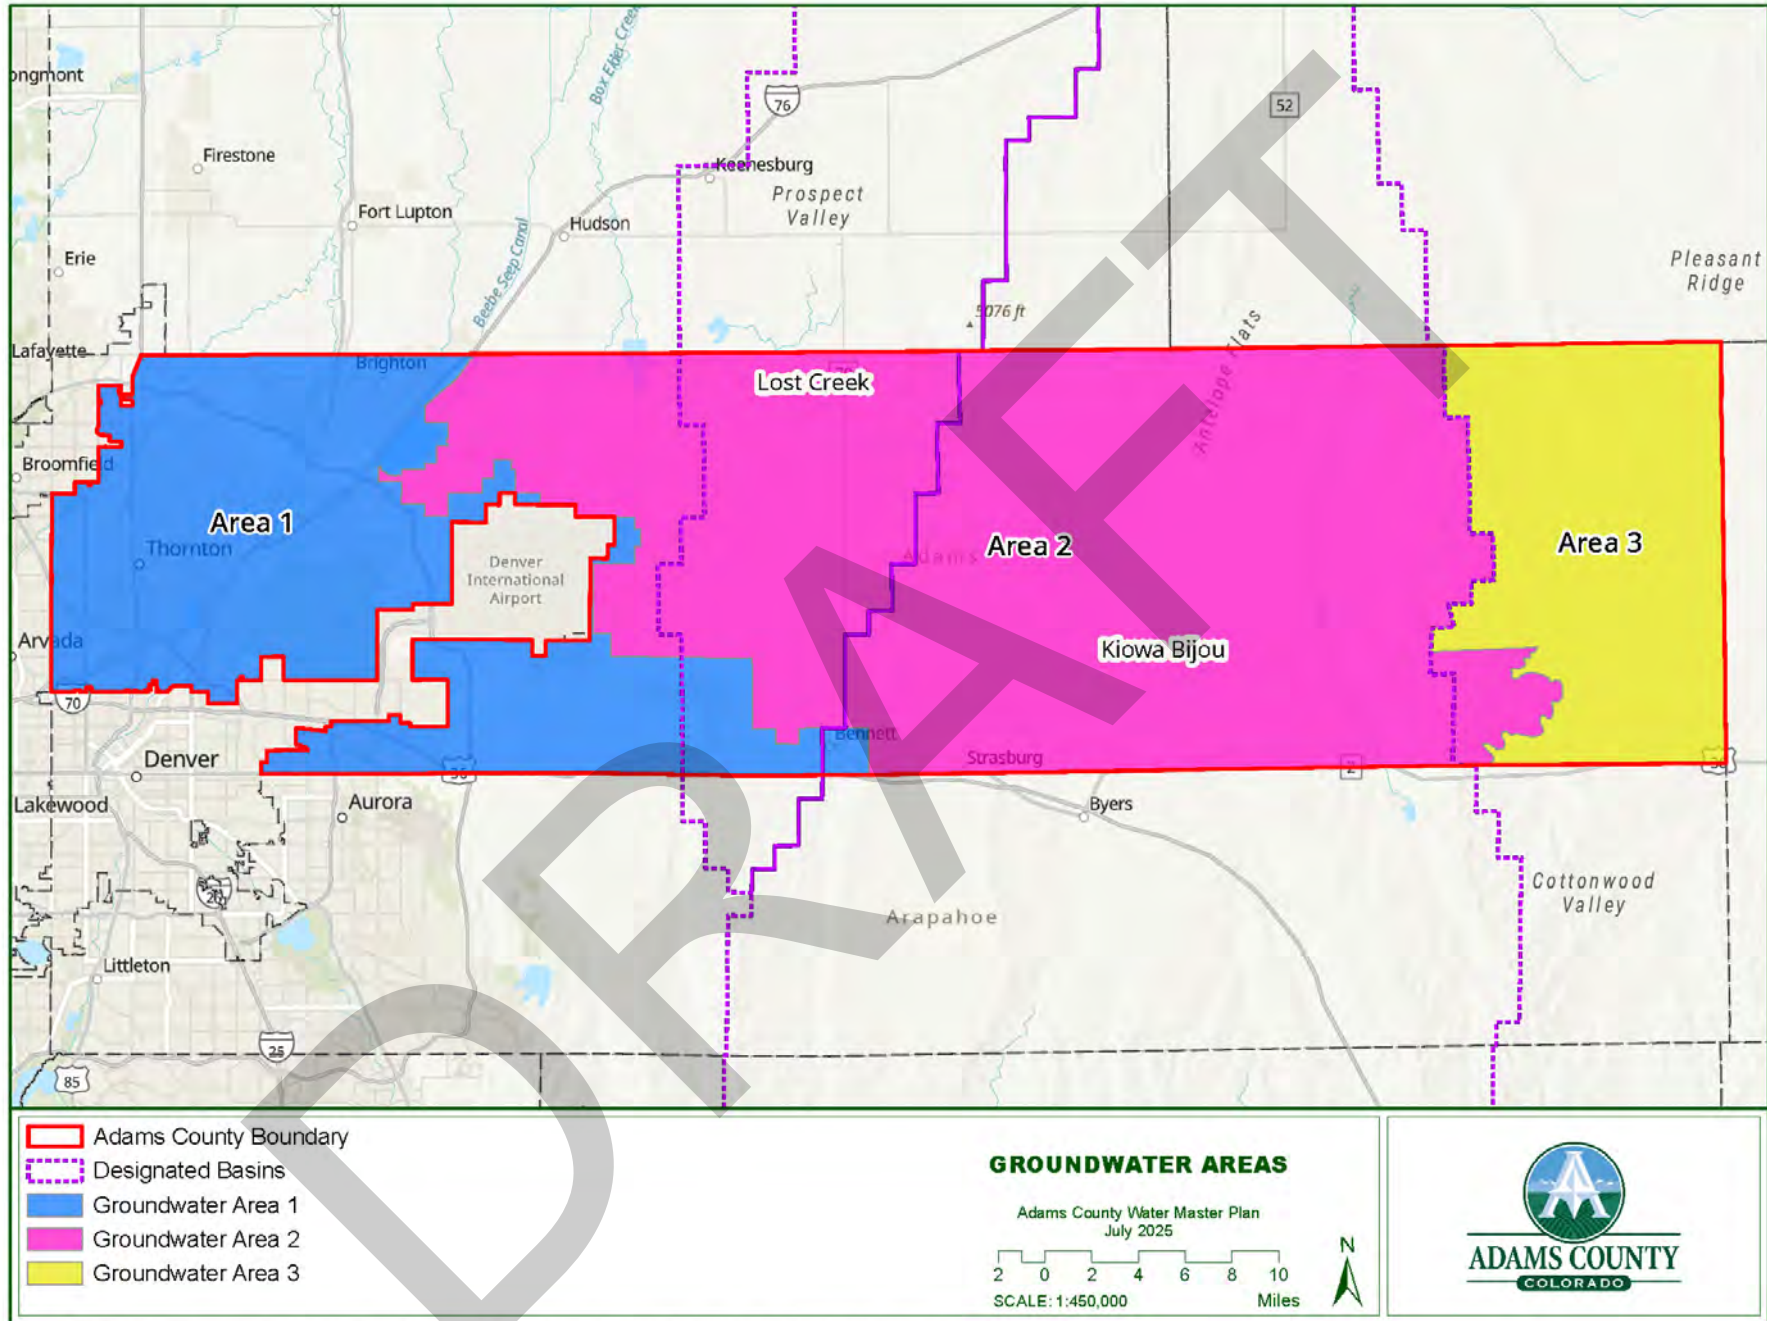 ongmont
Box Elder Creek
76
52
Firestone
Keenesburg
Prospect
Valley
Fort Lupton
Hudson
Beebe Seep Canal
Erie
Pleasant
Ridge
5076 ft
Antelope Flats
Lafayette
Brighton
Lost Creek
Broomfield
Area 1
Area 2
Area 3
Thornton
Adams
Denver
International
Airport
Arvada
Kiowa Bijou
70
Bennett
Strasburg
Denver
36
36
Lakewood
Aurora
Byers
Cottonwood
Valley
Arapahoe
Littleton
25
85
DRAFT
Adams County Boundary
Designated Basins
Groundwater Area 1
Groundwater Area 2
Groundwater Area 3
GROUNDWATER AREAS
Adams County Water Master Plan
July 2025
2 0 2 4 6 8 10
SCALE: 1:450,000 Miles
N
ADAMS COUNTY
COLORADO